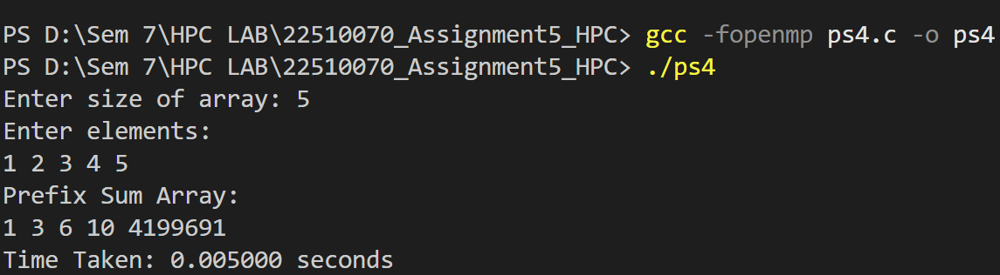 PS D:\Sem 7\HPC LAB\22510070_Assignment5_HPC> gcc -fopenmp ps4.c -o ps4
PS D:\Sem 7\HPC LAB\22510070_Assignment5_HPC> ./ps4
Enter size of array: 5
Enter elements:
1 2 3 4 5
Prefix Sum Array:
1 3 6 10 4199691
Time Taken: 0.005000 seconds